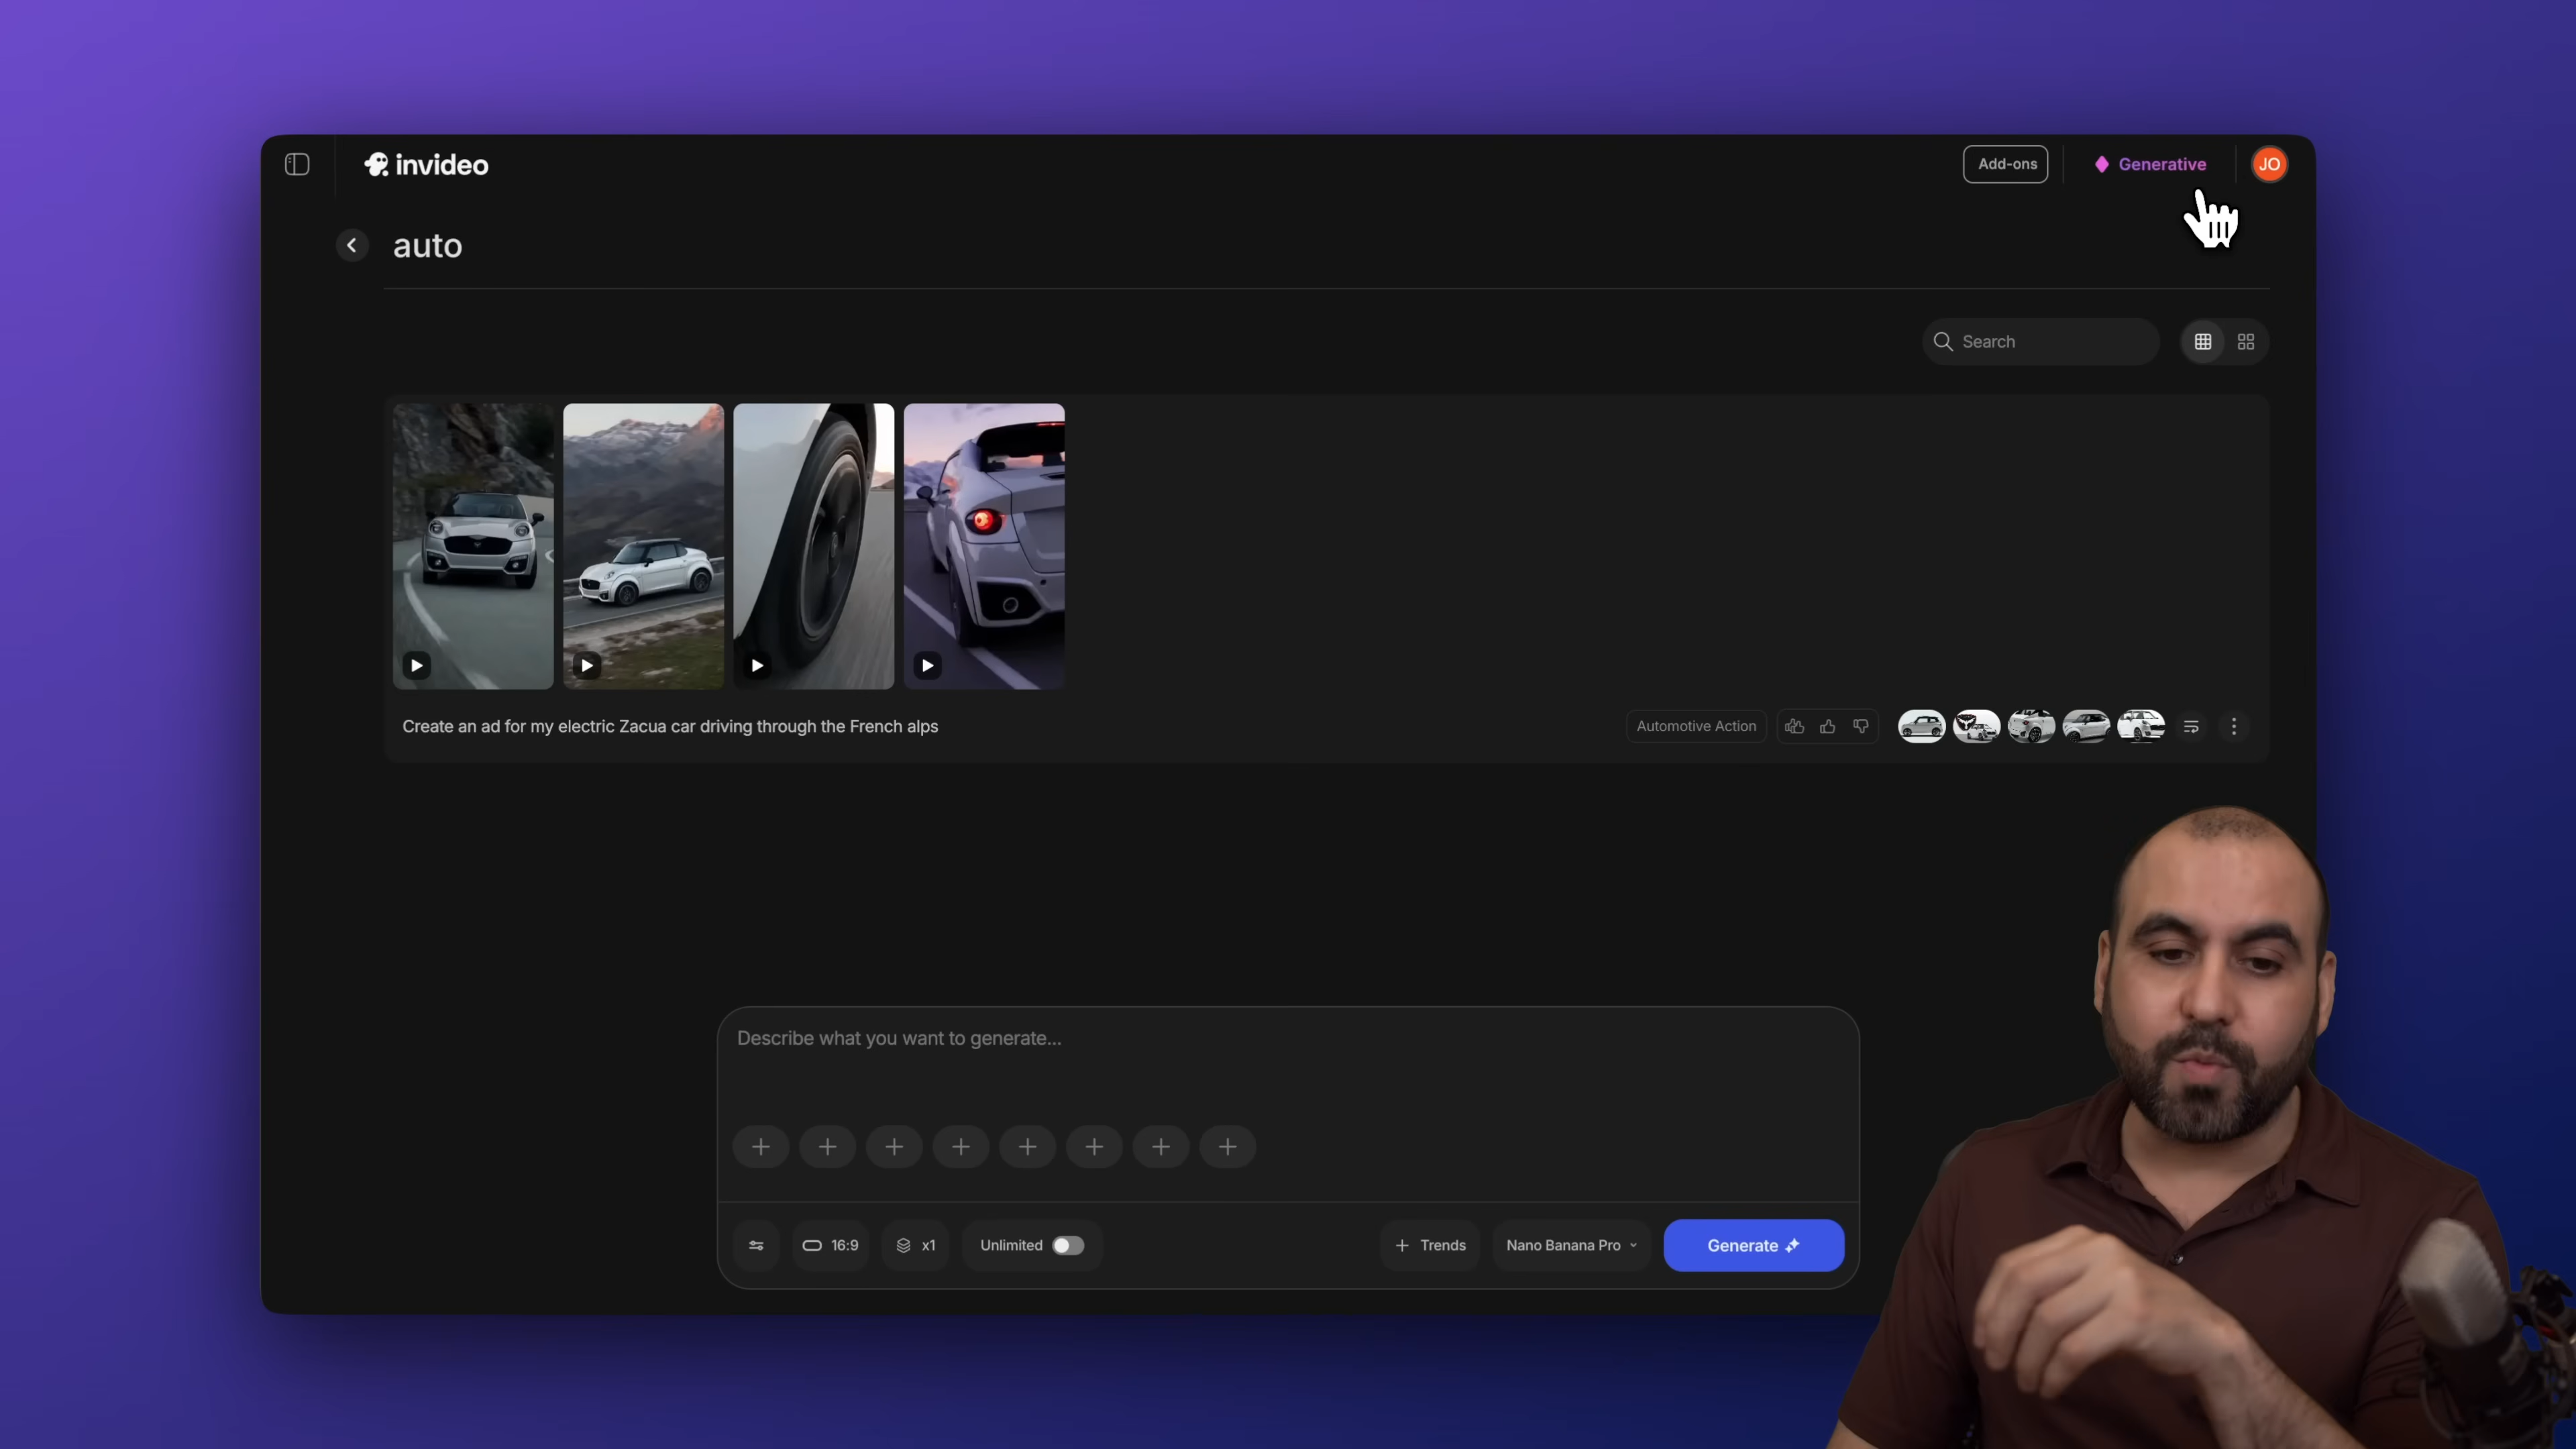 invideo
Add-ons
Generative
JO
auto
Search
Create an ad for my electric Zacua car driving through the French alps
Automotive Action
Describe what you want to generate...
16:9
x1
Unlimited
Trends
Nano Banana Pro
Generate